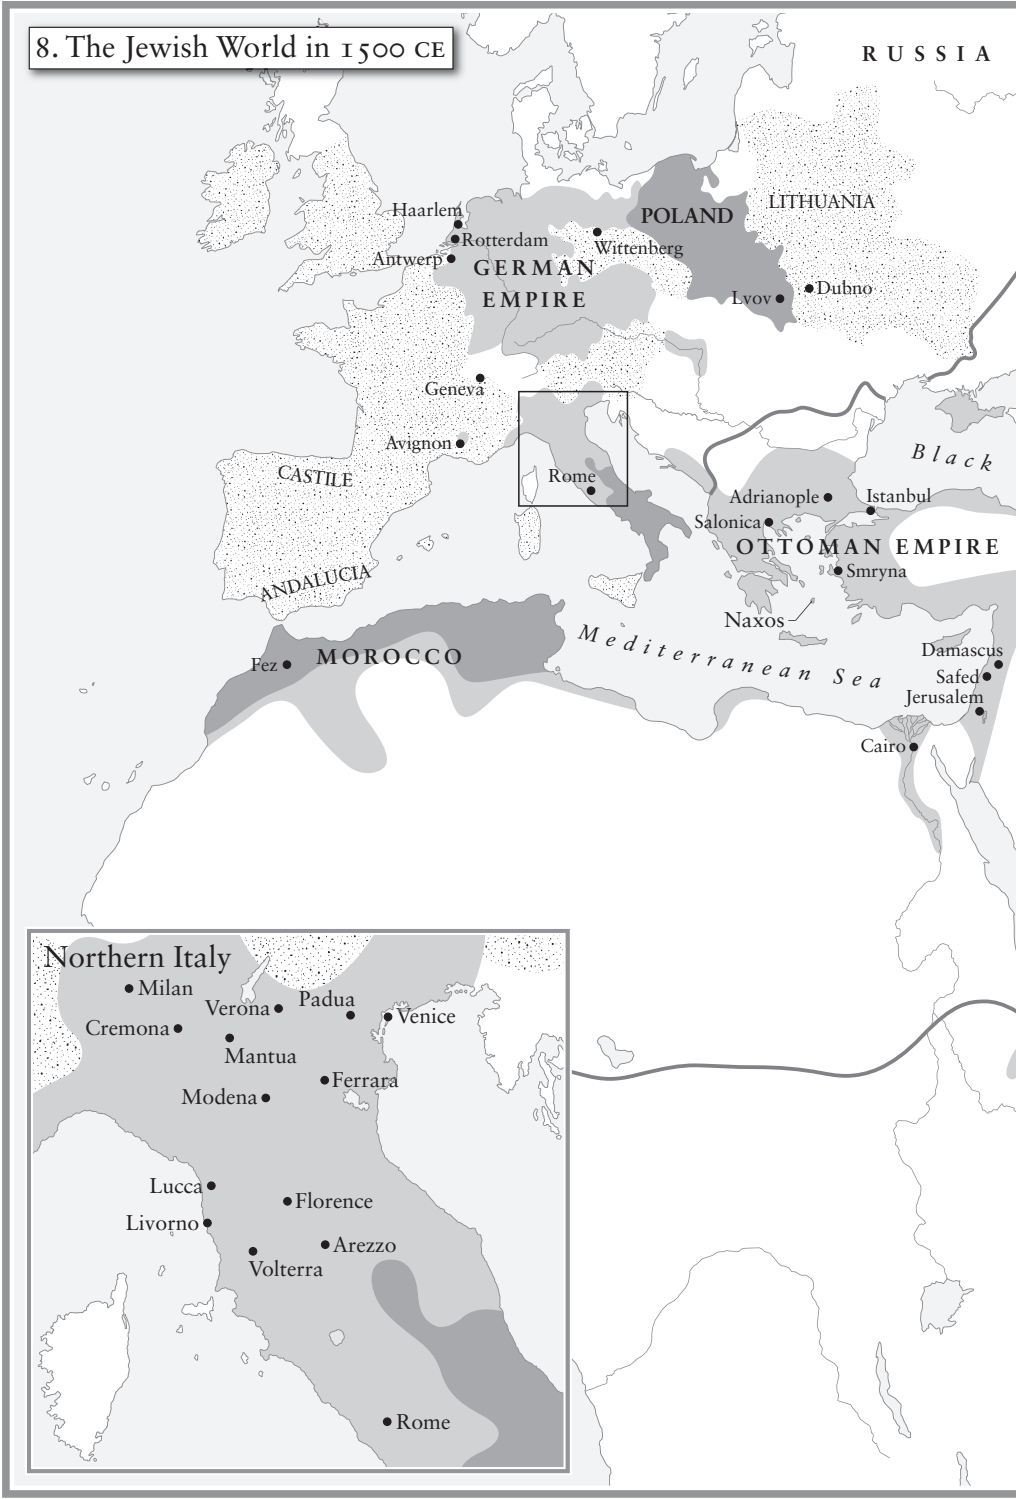 8. The Jewish World in 1500 CE
RUSSIA
LITHUANIA
Haarlem
POLAND
Rotterdam
Wittenberg
Antwerp
GERMAN
EMPIRE
Dubno
Lvov
Geneva
Avignon
Black
CASTILE
Rome
Adrianople
Istanbul
Salonica
OTTOMAN EMPIRE
Smryna
ANDALUCIA
Naxos
Mediterranean Sea
Damascus
Fez
MOROCCO
Safed
Jerusalem
Cairo
Northern Italy
Milan
Verona
Padua
Cremona
Venice
Mantua
Ferrara
Modena
Lucca
Florence
Livorno
Arezzo
Volterra
Rome